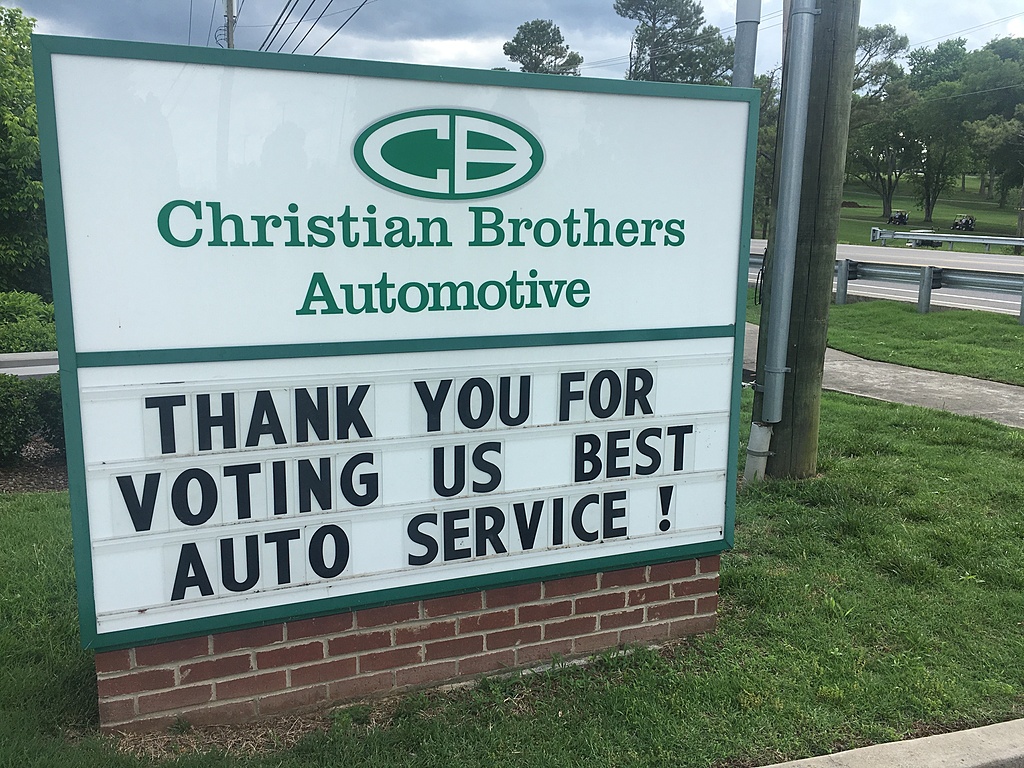 CB
Christian Brothers
Automotive
THANK YOU FOR
VOTING US BEST
AUTO SERVICE !